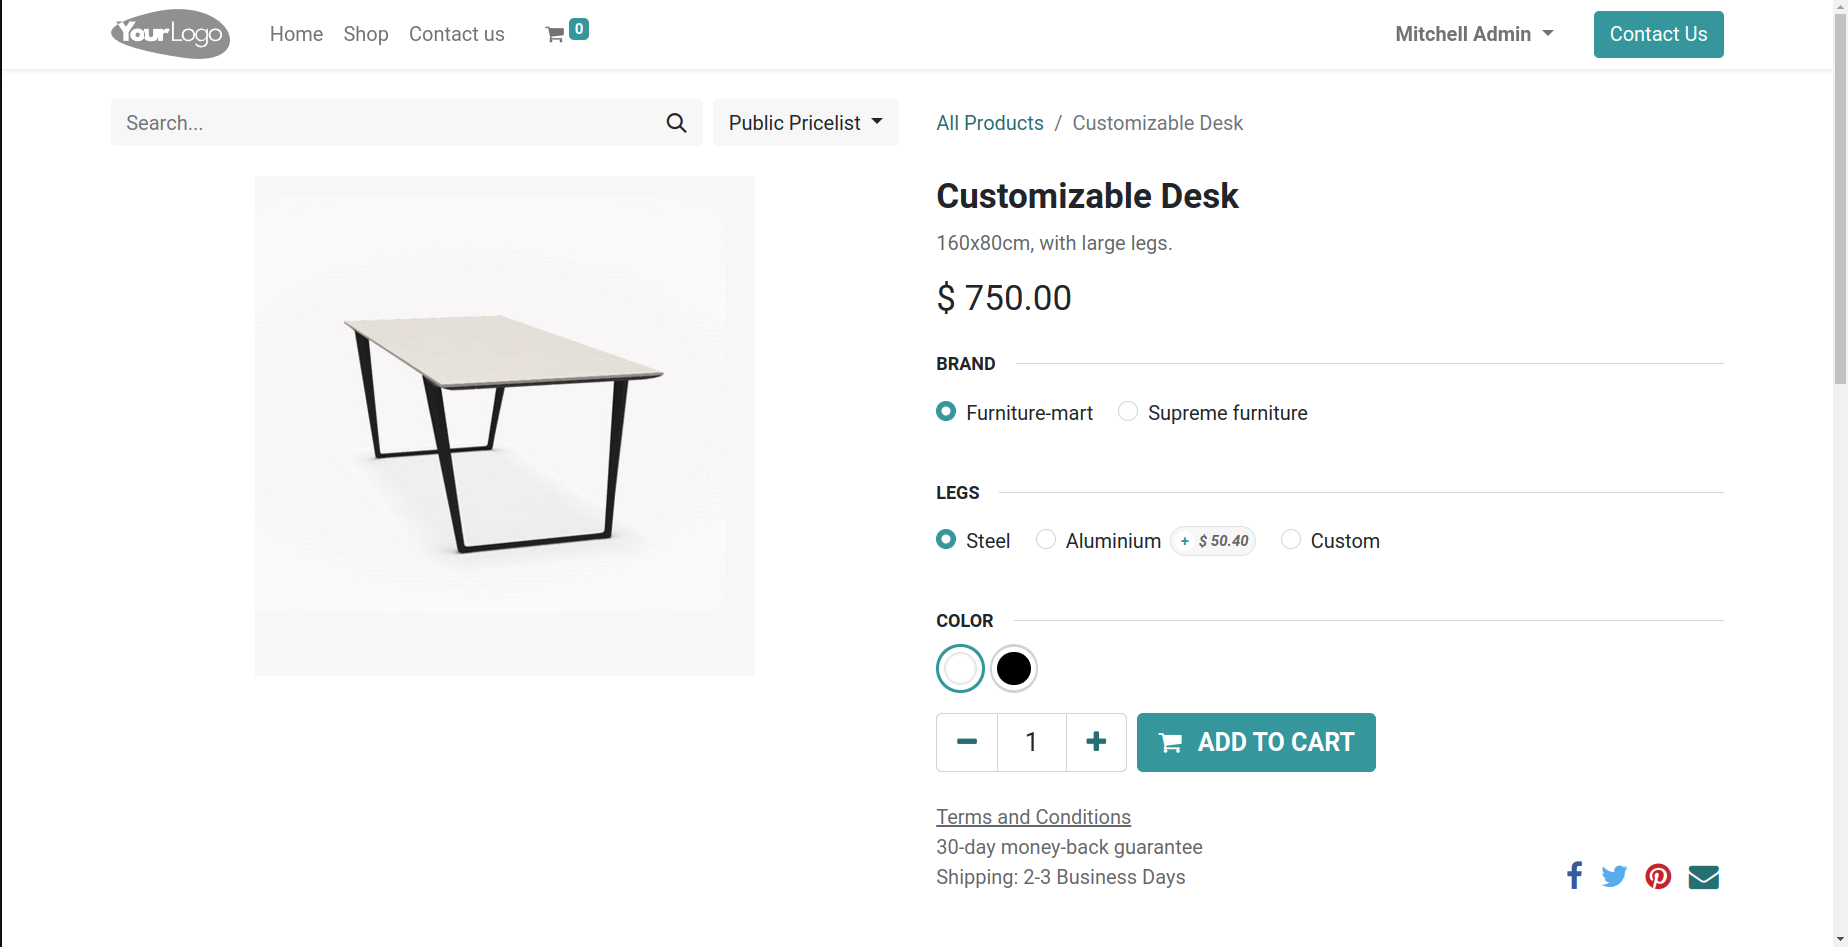 YourLogo Home Shop Contact us 0 Mitchell Admin Contact Us
Search... Public Pricelist All Products / Customizable Desk
Customizable Desk
160x80cm, with large legs.
$ 750.00
BRAND
Furniture-mart Supreme furniture
LEGS
Steel Aluminium + $ 50.40 Custom
COLOR
1 ADD TO CART
Terms and Conditions
30-day money-back guarantee
Shipping: 2-3 Business Days